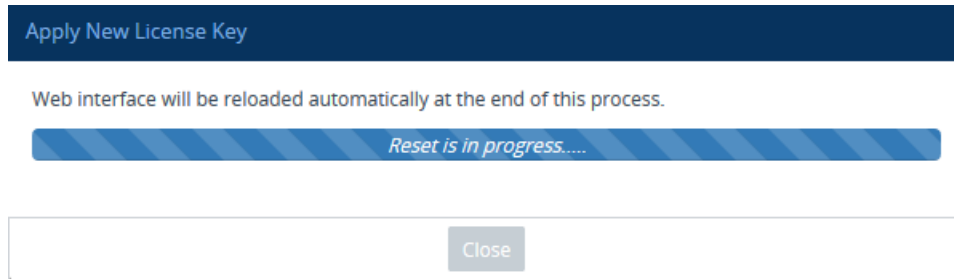 Apply New License Key
Web interface will be reloaded automatically at the end of this process.
Reset is in progress.....
Close